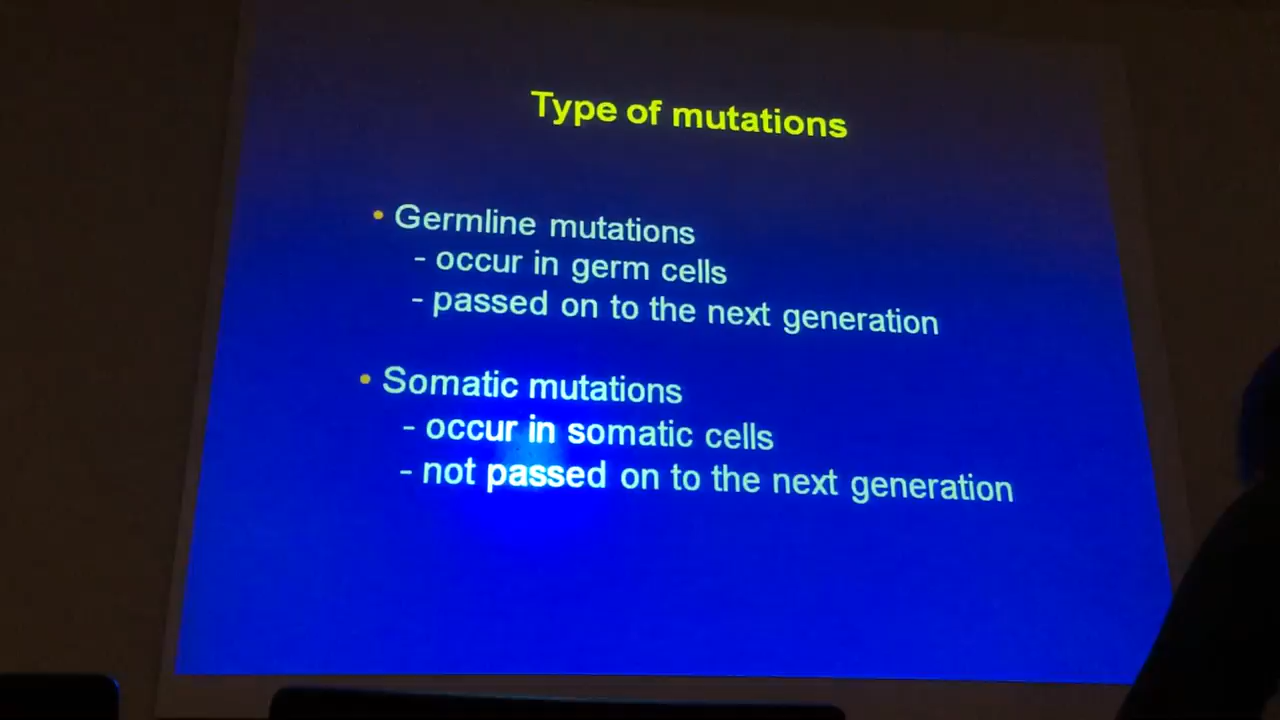 Type of mutations
• Germline mutations
- occur in germ cells
- passed on to the next generation
• Somatic mutations
- occur in somatic cells
- not passed on to the next generation